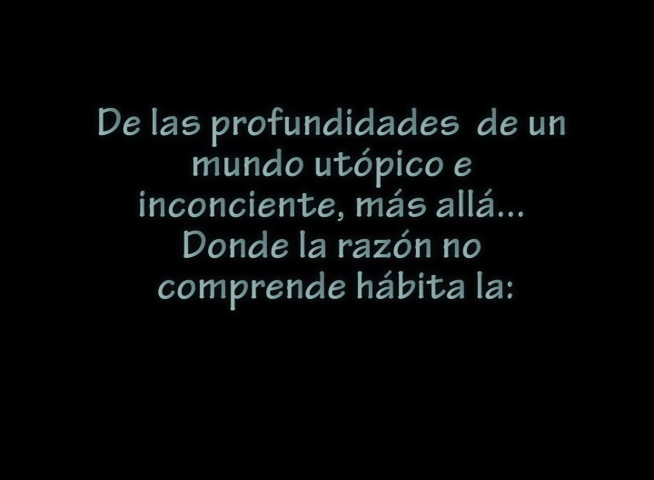 De las profundidades de un
mundo utópico e
inconciente, más allá...
Donde la razón no
comprende hábita la: